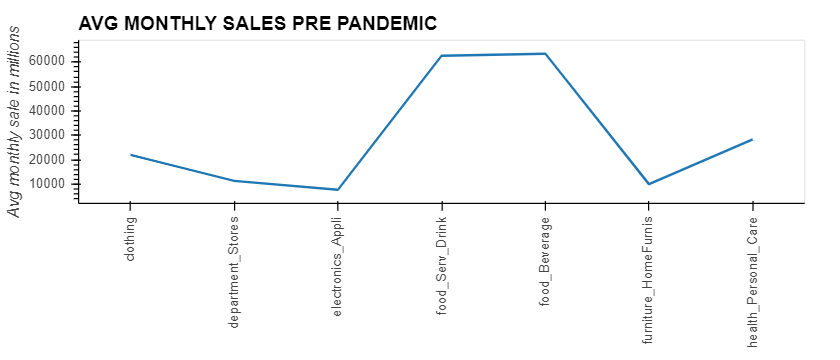 AVG MONTHLY SALES PRE PANDEMIC
Avg monthly sale in millions
60000
50000
40000
30000
20000
10000
clothing
department_Stores
electronics_Appli
food_Serv_Drink
food_Beverage
furniture_HomeFurnis
health_Personal_Care